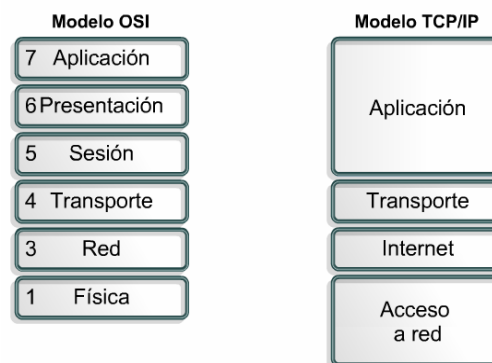 Modelo OSI
7 Aplicación
6 Presentación
5 Sesión
4 Transporte
3 Red
1 Física
Modelo TCP/IP
Aplicación
Transporte
Internet
Acceso
a red